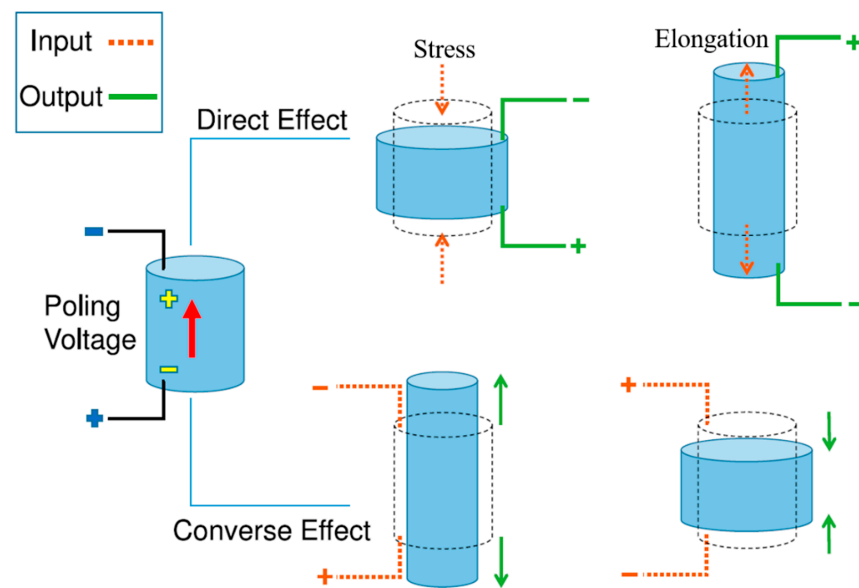 Input
Output
Stress
Elongation
+
Direct Effect
−
+
−
−
+
Poling
Voltage
−
+
−
+
+
−
Converse Effect